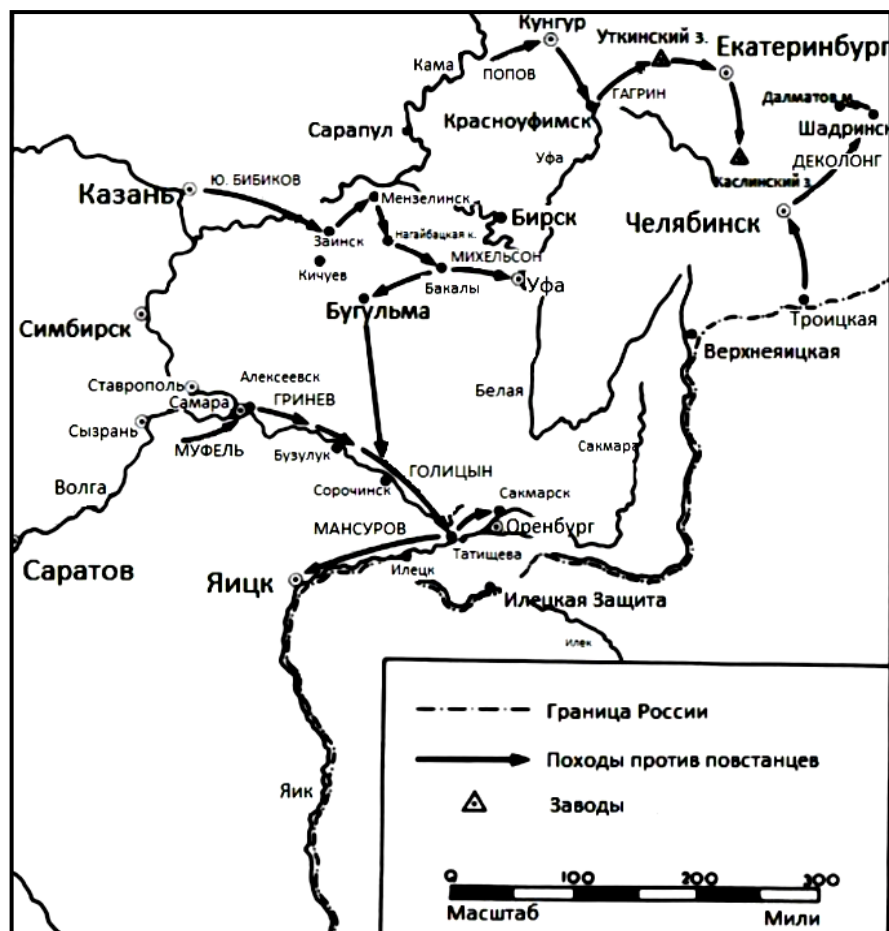 Кунгур
Уткинский з.
Екатеринбург
Кама
ПОПОВ
ГАГРИН
Далматов м.
Сарапул
Красноуфимск
Шадринск
Уфа
ДЕКОЛОНГ
Казань
Ю. БИБИКОВ
Каслинский з.
Мензелинск
Бирск
Челябинск
Заинск
Нагайбацкая к.
МИХЕЛЬСОН
Кичуев
Бакалы
Уфа
Бугульма
Симбирск
Троицкая
Верхнеяицкая
Ставрополь
Алексеевск
Белая
Самара
ГРИНЕВ
Сызрань
МУФЕЛЬ
Бузулук
Сакмара
ГОЛИЦЫН
Волга
Сорочинск
Сакмарск
МАНСУРОВ
Оренбург
Саратов
Татищева
Яицк
Илецк
Илецкая Защита
Илек
Яик
Граница России
Походы против повстанцев
Заводы
0 100 200 300
Масштаб Мили